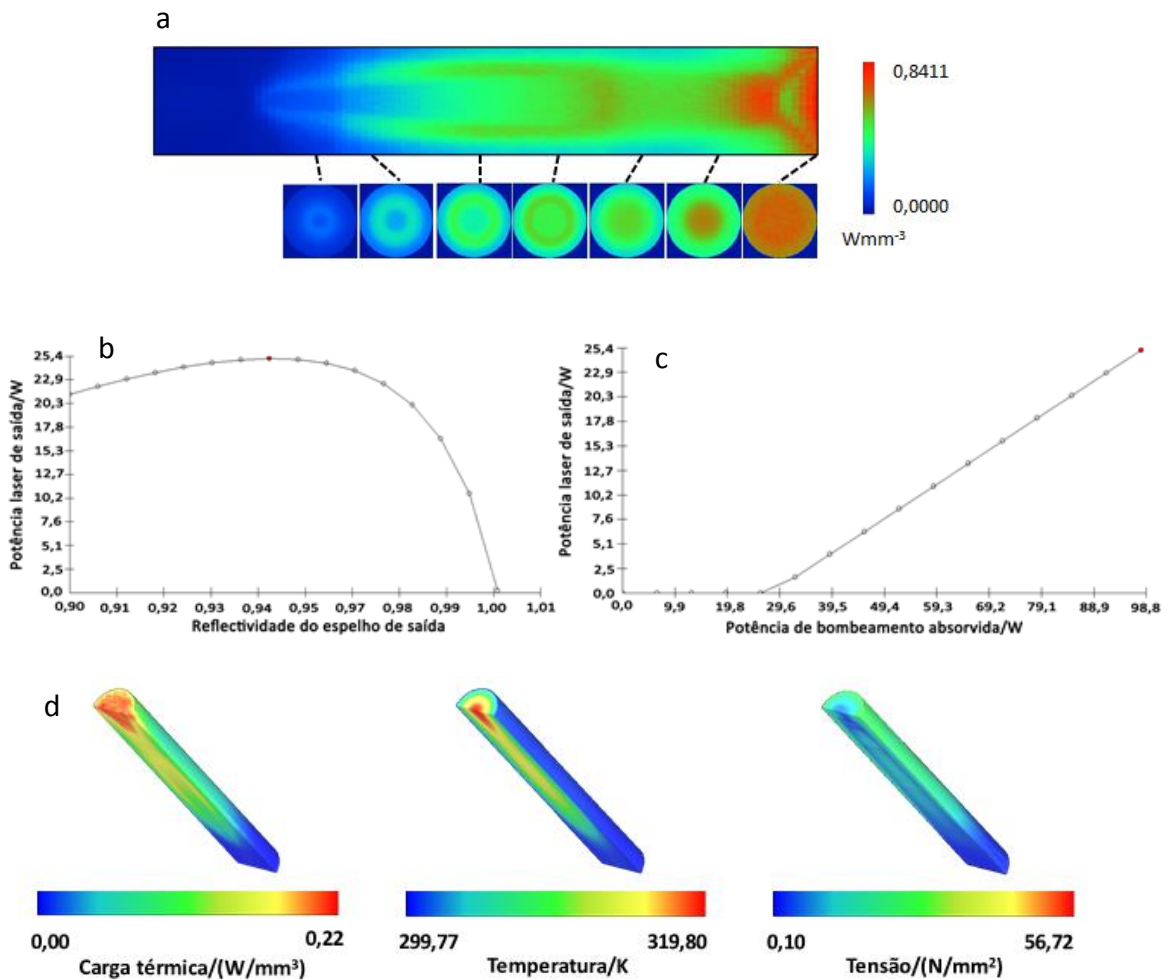 a
0,8411
0,0000
Wmm-3
b
Potência laser de saída/W
25,4
22,9
20,3
17,8
15,3
12,7
10,2
7,6
5,1
2,5
0,0
0,90 0,91 0,92 0,93 0,94 0,95 0,97 0,98 0,99 1,00 1,01
Reflectividade do espelho de saída
c
Potência laser de saída/W
25,4
22,9
20,3
17,8
15,3
12,7
10,2
7,6
5,1
2,5
0,0
0,0 9,9 19,8 29,6 39,5 49,4 59,3 69,2 79,1 88,9 98,8
Potência de bombeamento absorvida/W
d
0,00 0,22
Carga térmica/(W/mm³)
299,77 319,80
Temperatura/K
0,10 56,72
Tensão/(N/mm²)